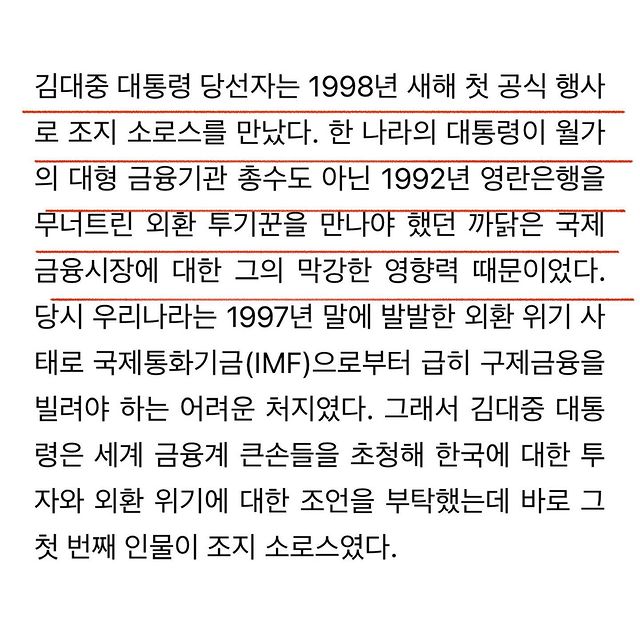 김대중 대통령 당선자는 1998년 새해 첫 공식 행사
로 조지 소로스를 만났다. 한 나라의 대통령이 월가
의 대형 금융기관 총수도 아닌 1992년 영란은행을
무너트린 외환 투기꾼을 만나야 했던 까닭은 국제
금융시장에 대한 그의 막강한 영향력 때문이었다.
당시 우리나라는 1997년 말에 발발한 외환 위기 사
태로 국제통화기금(IMF)으로부터 급히 구제금융을
빌려야 하는 어려운 처지였다. 그래서 김대중 대통
령은 세계 금융계 큰손들을 초청해 한국에 대한 투
자와 외환 위기에 대한 조언을 부탁했는데 바로 그
첫 번째 인물이 조지 소로스였다.